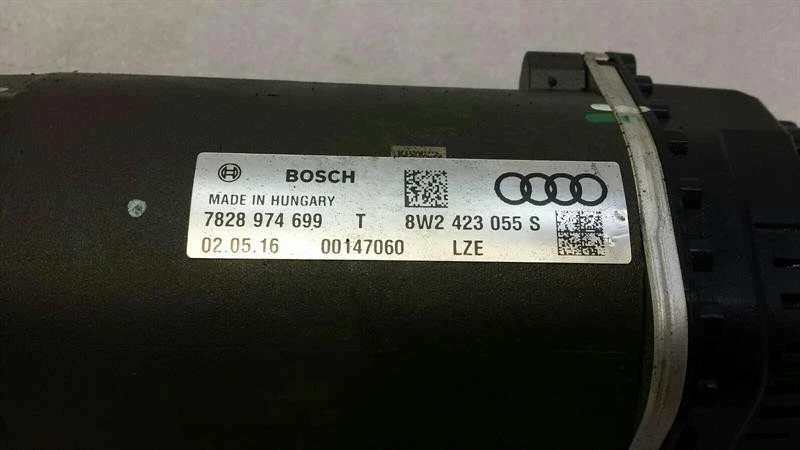 BOSCH
MADE IN HUNGARY
7828 974 699 T 8W2 423 055 S
02.05.16 00147060 LZE